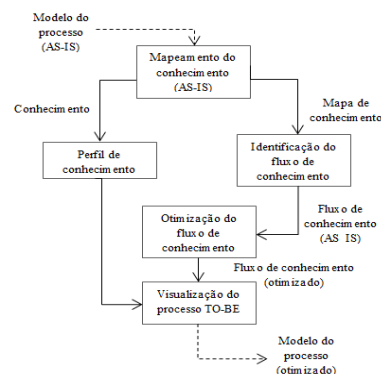 Modelo do
processo
(AS-IS)
Mapeamento do
conhecimento
(AS-IS)
Conhecimento
Mapa de
conhecimento
Perfil de
conhecimento
Identificação do
fluxo de
conhecimento
Otimização do
fluxo de
conhecimento
Fluxo de
conhecimento
(AS IS)
Fluxo de conhecimento
(otimizado)
Visualização do
processo TO-BE
Modelo do
processo
(otimizado)